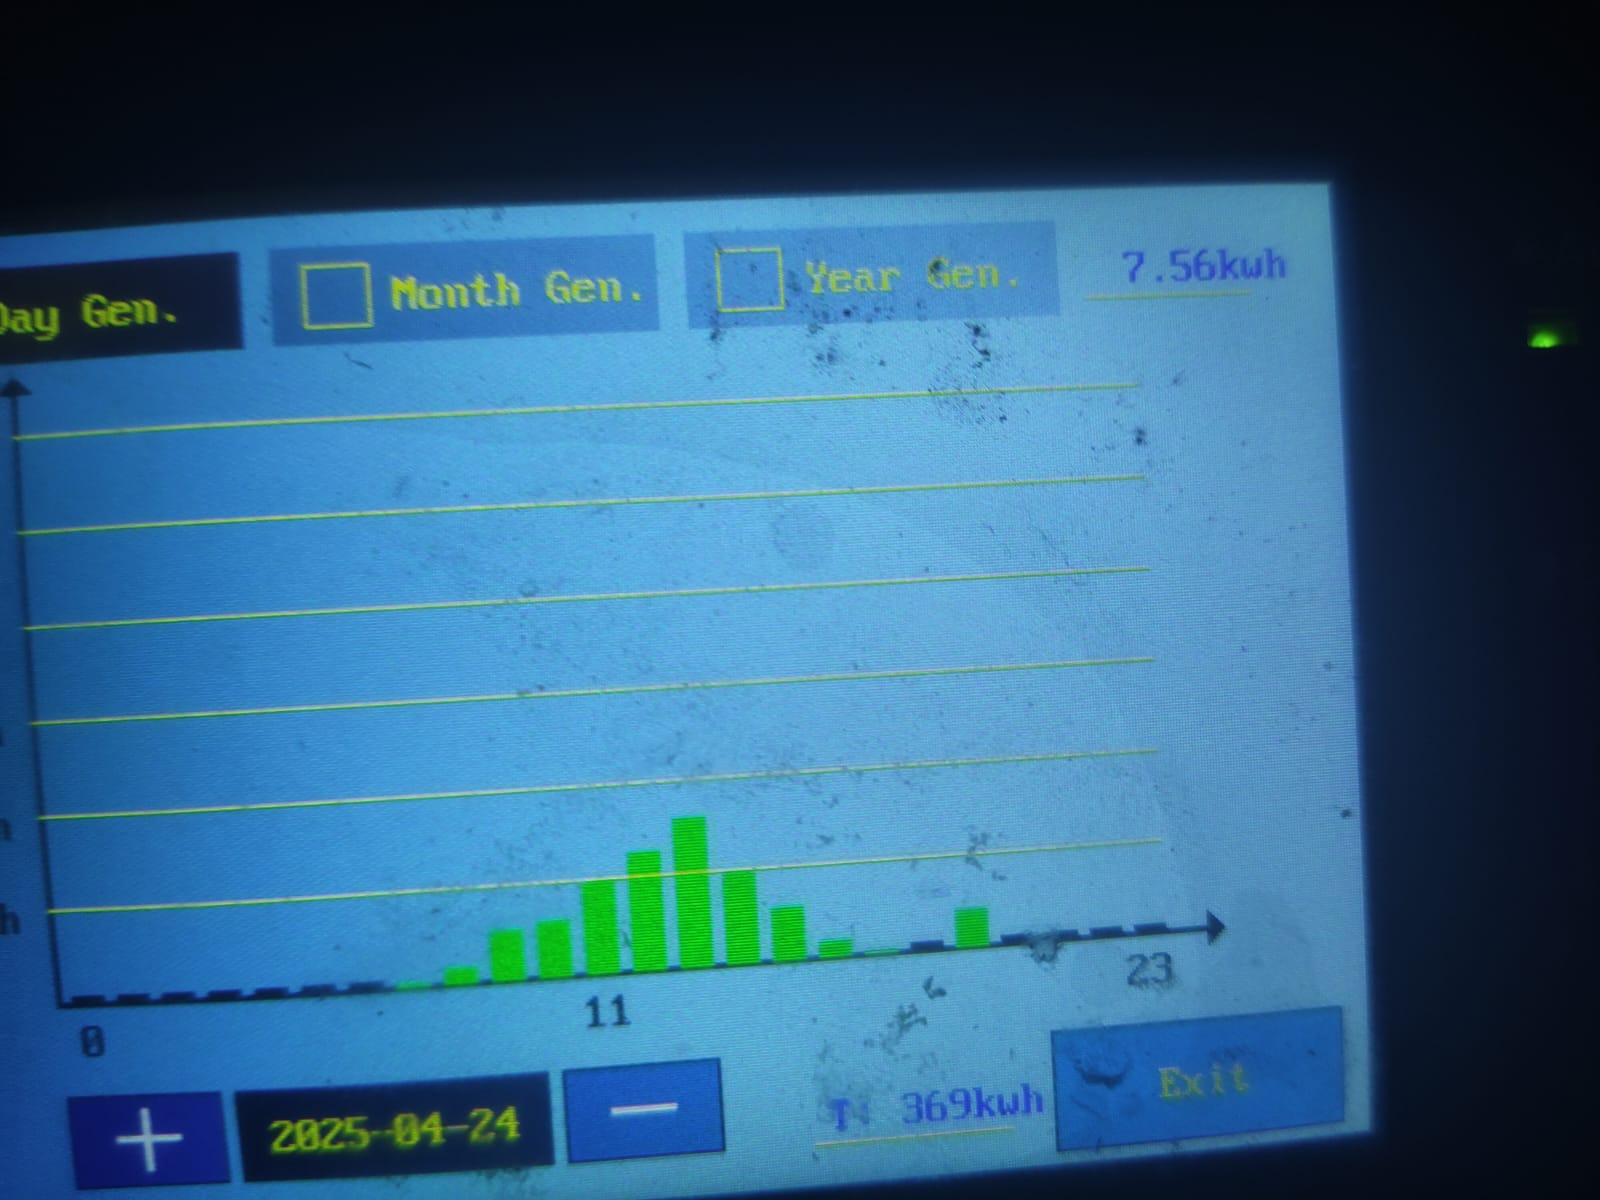 Day Gen. Month Gen. Year Gen. 7.56kwh
h
0 11 23
+ 2025-04-24 — T: 369kwh Exit